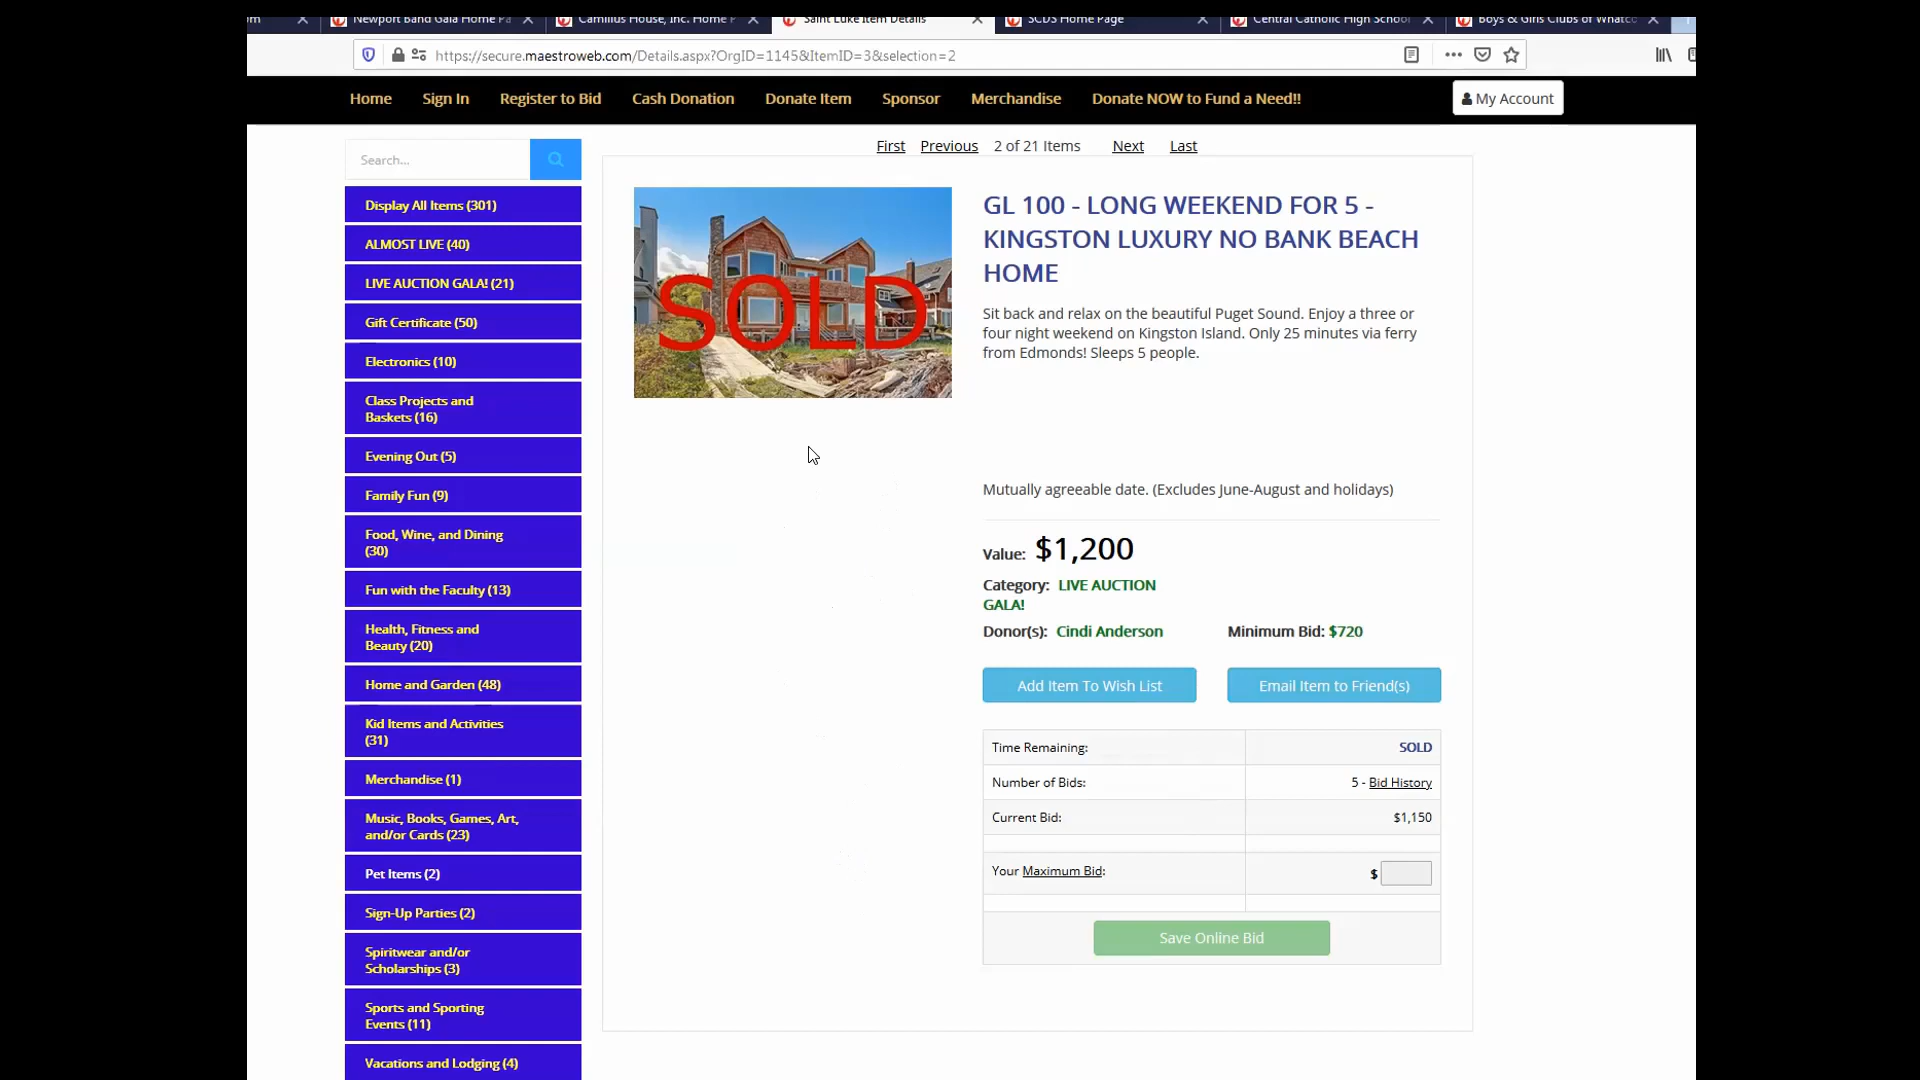 Newport Band Gala Home Pa
Camillus House, Inc. Home P
Saint Luke Item Details
SCDS Home Page
Central Catholic High School
Boys & Girls Clubs of Whatco
https://secure.maestroweb.com/Details.aspx?OrgID=1145&ItemID=3&selection=2
Home Sign In Register to Bid Cash Donation Donate Item Sponsor Merchandise Donate NOW to Fund a Need!! My Account
Search...
Display All Items (301)
ALMOST LIVE (40)
LIVE AUCTION GALA! (21)
Gift Certificate (50)
Electronics (10)
Class Projects and
Baskets (16)
Evening Out (5)
Family Fun (9)
Food, Wine, and Dining
(30)
Fun with the Faculty (13)
Health, Fitness and
Beauty (20)
Home and Garden (48)
Kid Items and Activities
(31)
Merchandise (1)
Music, Books, Games, Art,
and/or Cards (23)
Pet Items (2)
Sign-Up Parties (2)
Spiritwear and/or
Scholarships (3)
Sports and Sporting
Events (11)
Vacations and Lodging (4)
First Previous 2 of 21 Items Next Last
SOLD
GL 100 - LONG WEEKEND FOR 5 -
KINGSTON LUXURY NO BANK BEACH
HOME
Sit back and relax on the beautiful Puget Sound. Enjoy a three or
four night weekend on Kingston Island. Only 25 minutes via ferry
from Edmonds! Sleeps 5 people.
Mutually agreeable date. (Excludes June-August and holidays)
Value: $1,200
Category: LIVE AUCTION
GALA!
Donor(s): Cindi Anderson Minimum Bid: $720
Add Item To Wish List Email Item to Friend(s)
Time Remaining: SOLD
Number of Bids: 5 - Bid History
Current Bid: $1,150
Your Maximum Bid: $
Save Online Bid